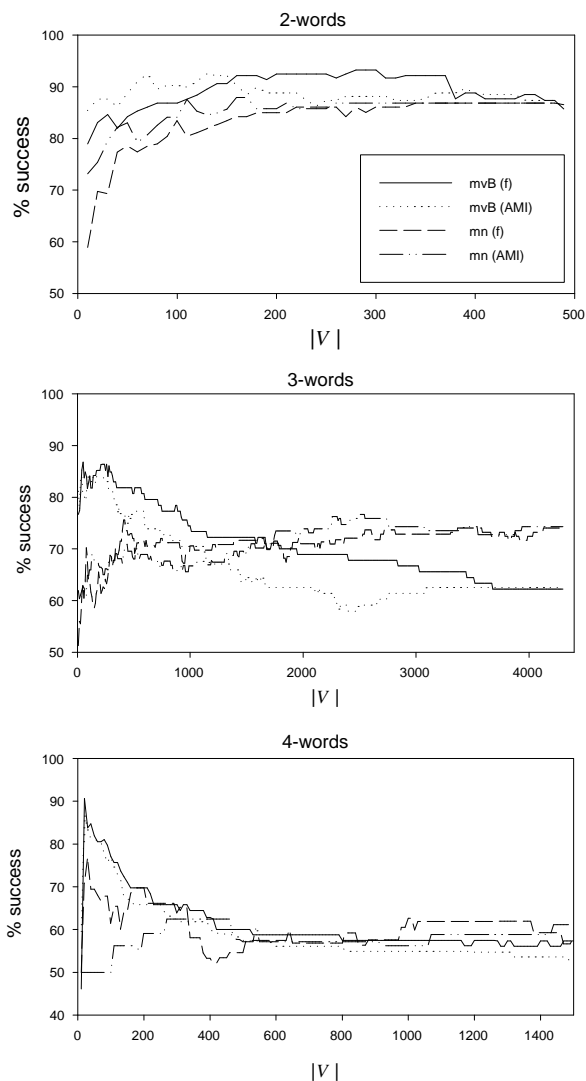 2-words
100
90
80
70
60
50
% success
mvB (f)
mvB (AMI)
mn (f)
mn (AMI)
0 100 200 300 400 500
|V|
3-words
100
90
80
70
60
50
% success
0 1000 2000 3000 4000
|V|
4-words
100
90
80
70
60
50
40
% success
0 200 400 600 800 1000 1200 1400
|V|